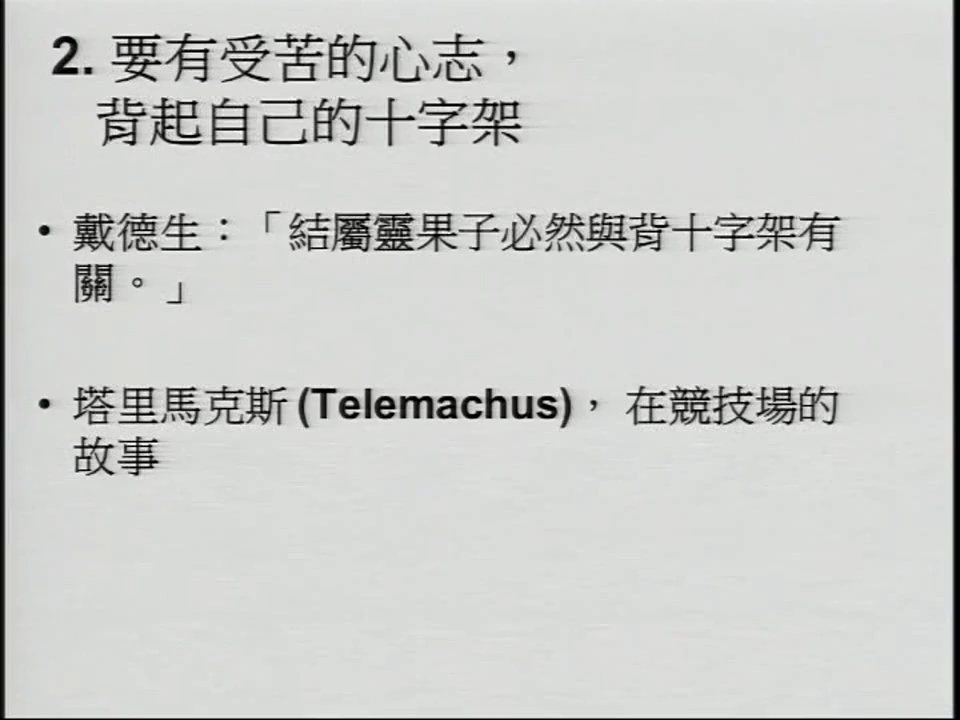 2. 要有受苦的心志，
背起自己的十字架
• 戴德生：「結屬靈果子必然與背十字架有
關。」
• 塔里馬克斯 (Telemachus)， 在競技場的
故事